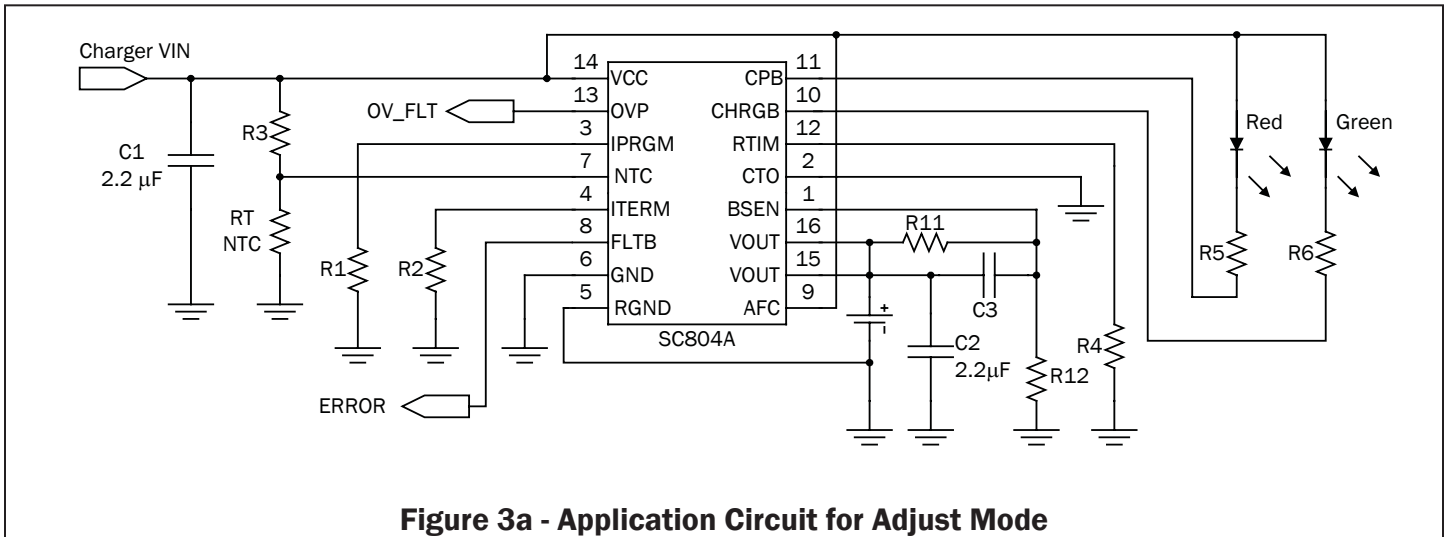 Charger VIN
C1
2.2 μF
R3
RT
NTC
OV_FLT
R1
R2
ERROR
14
13
3
7
4
8
6
5
VCC
OVP
IPRGM
NTC
ITERM
FLTB
GND
RGND
CPB
CHRGB
RTIM
CTO
BSEN
VOUT
VOUT
AFC
SC804A
11
10
12
2
1
16
15
9
R11
C3
+
C2
2.2μF
R12
R4
Red
Green
R5
R6
Figure 3a - Application Circuit for Adjust Mode